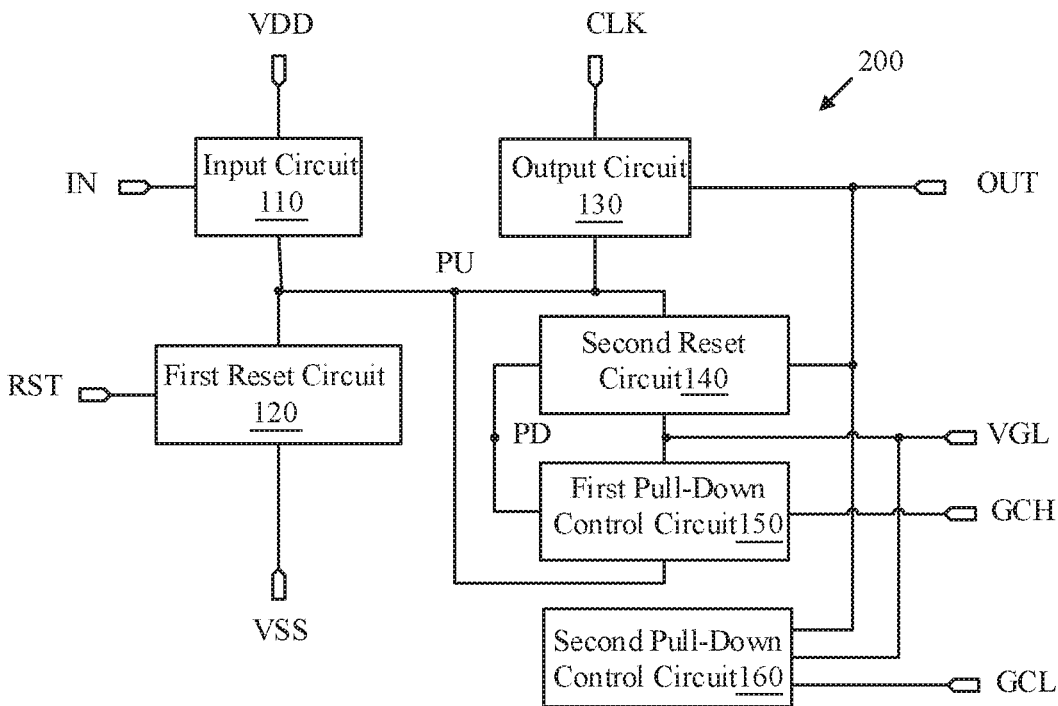 VDD
CLK
200
IN
Input Circuit
110
Output Circuit
130
OUT
PU
RST
First Reset Circuit
120
Second Reset
Circuit140
PD
VGL
First Pull-Down
Control Circuit150
GCH
VSS
Second Pull-Down
Control Circuit160
GCL